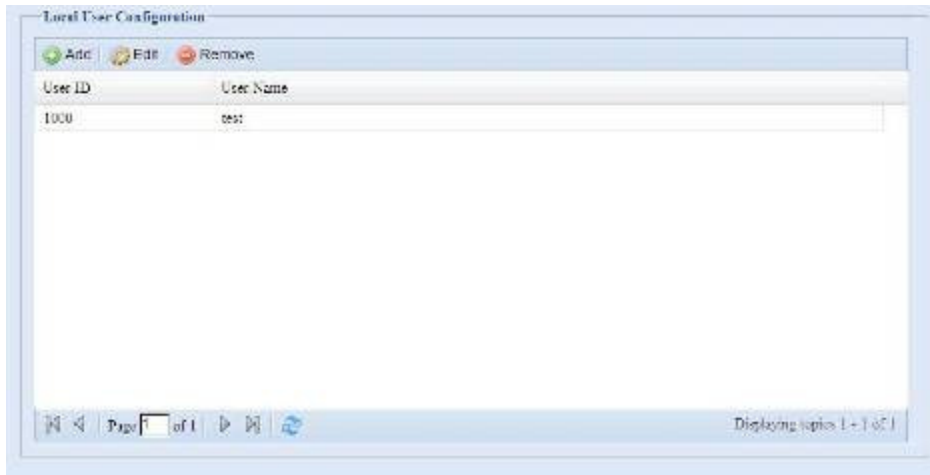 Local User Configuration
Add Edit Remove
User ID User Name
1000 test
Page 1 of 1 Displaying topics 1 - 1 of 1